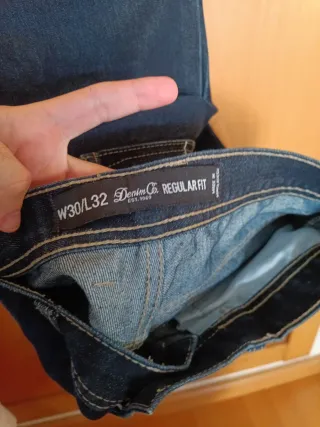 W30/L32 Denim Co. REGULAR FIT
EST. 1969